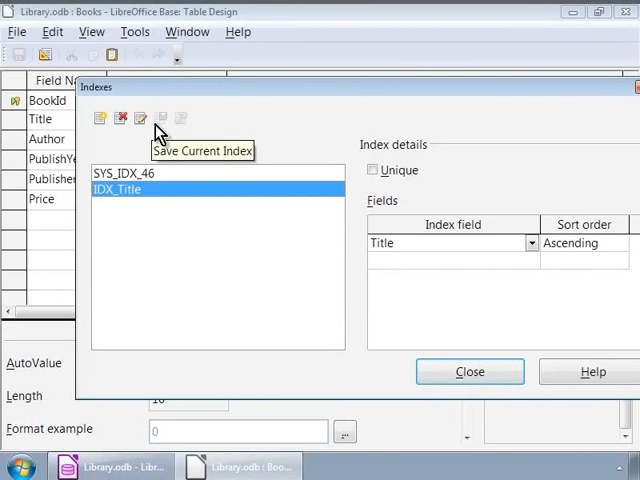 Library.odb : Books - LibreOffice Base: Table Design
File Edit View Tools Window Help
Field Na
BookId
Title
Author
PublishYe
Publisher
Price
Indexes
Save Current Index
SYS_IDX_46
IDX_Title
Index details
Unique
Fields
Index field Sort order
Title Ascending
Close Help
AutoValue
Length
10
Format example
0
...
Library.odb - Libr... Library.odb : Boo...